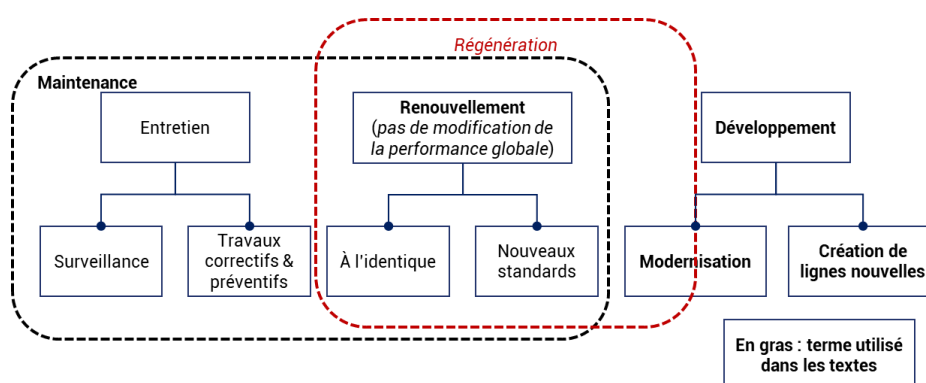 Régénération
Maintenance
Entretien
Renouvellement
(pas de modification de
la performance globale)
Développement
Surveillance
Travaux
correctifs &
préventifs
À l'identique
Nouveaux
standards
Modernisation
Création de
lignes nouvelles
En gras : terme utilisé
dans les textes